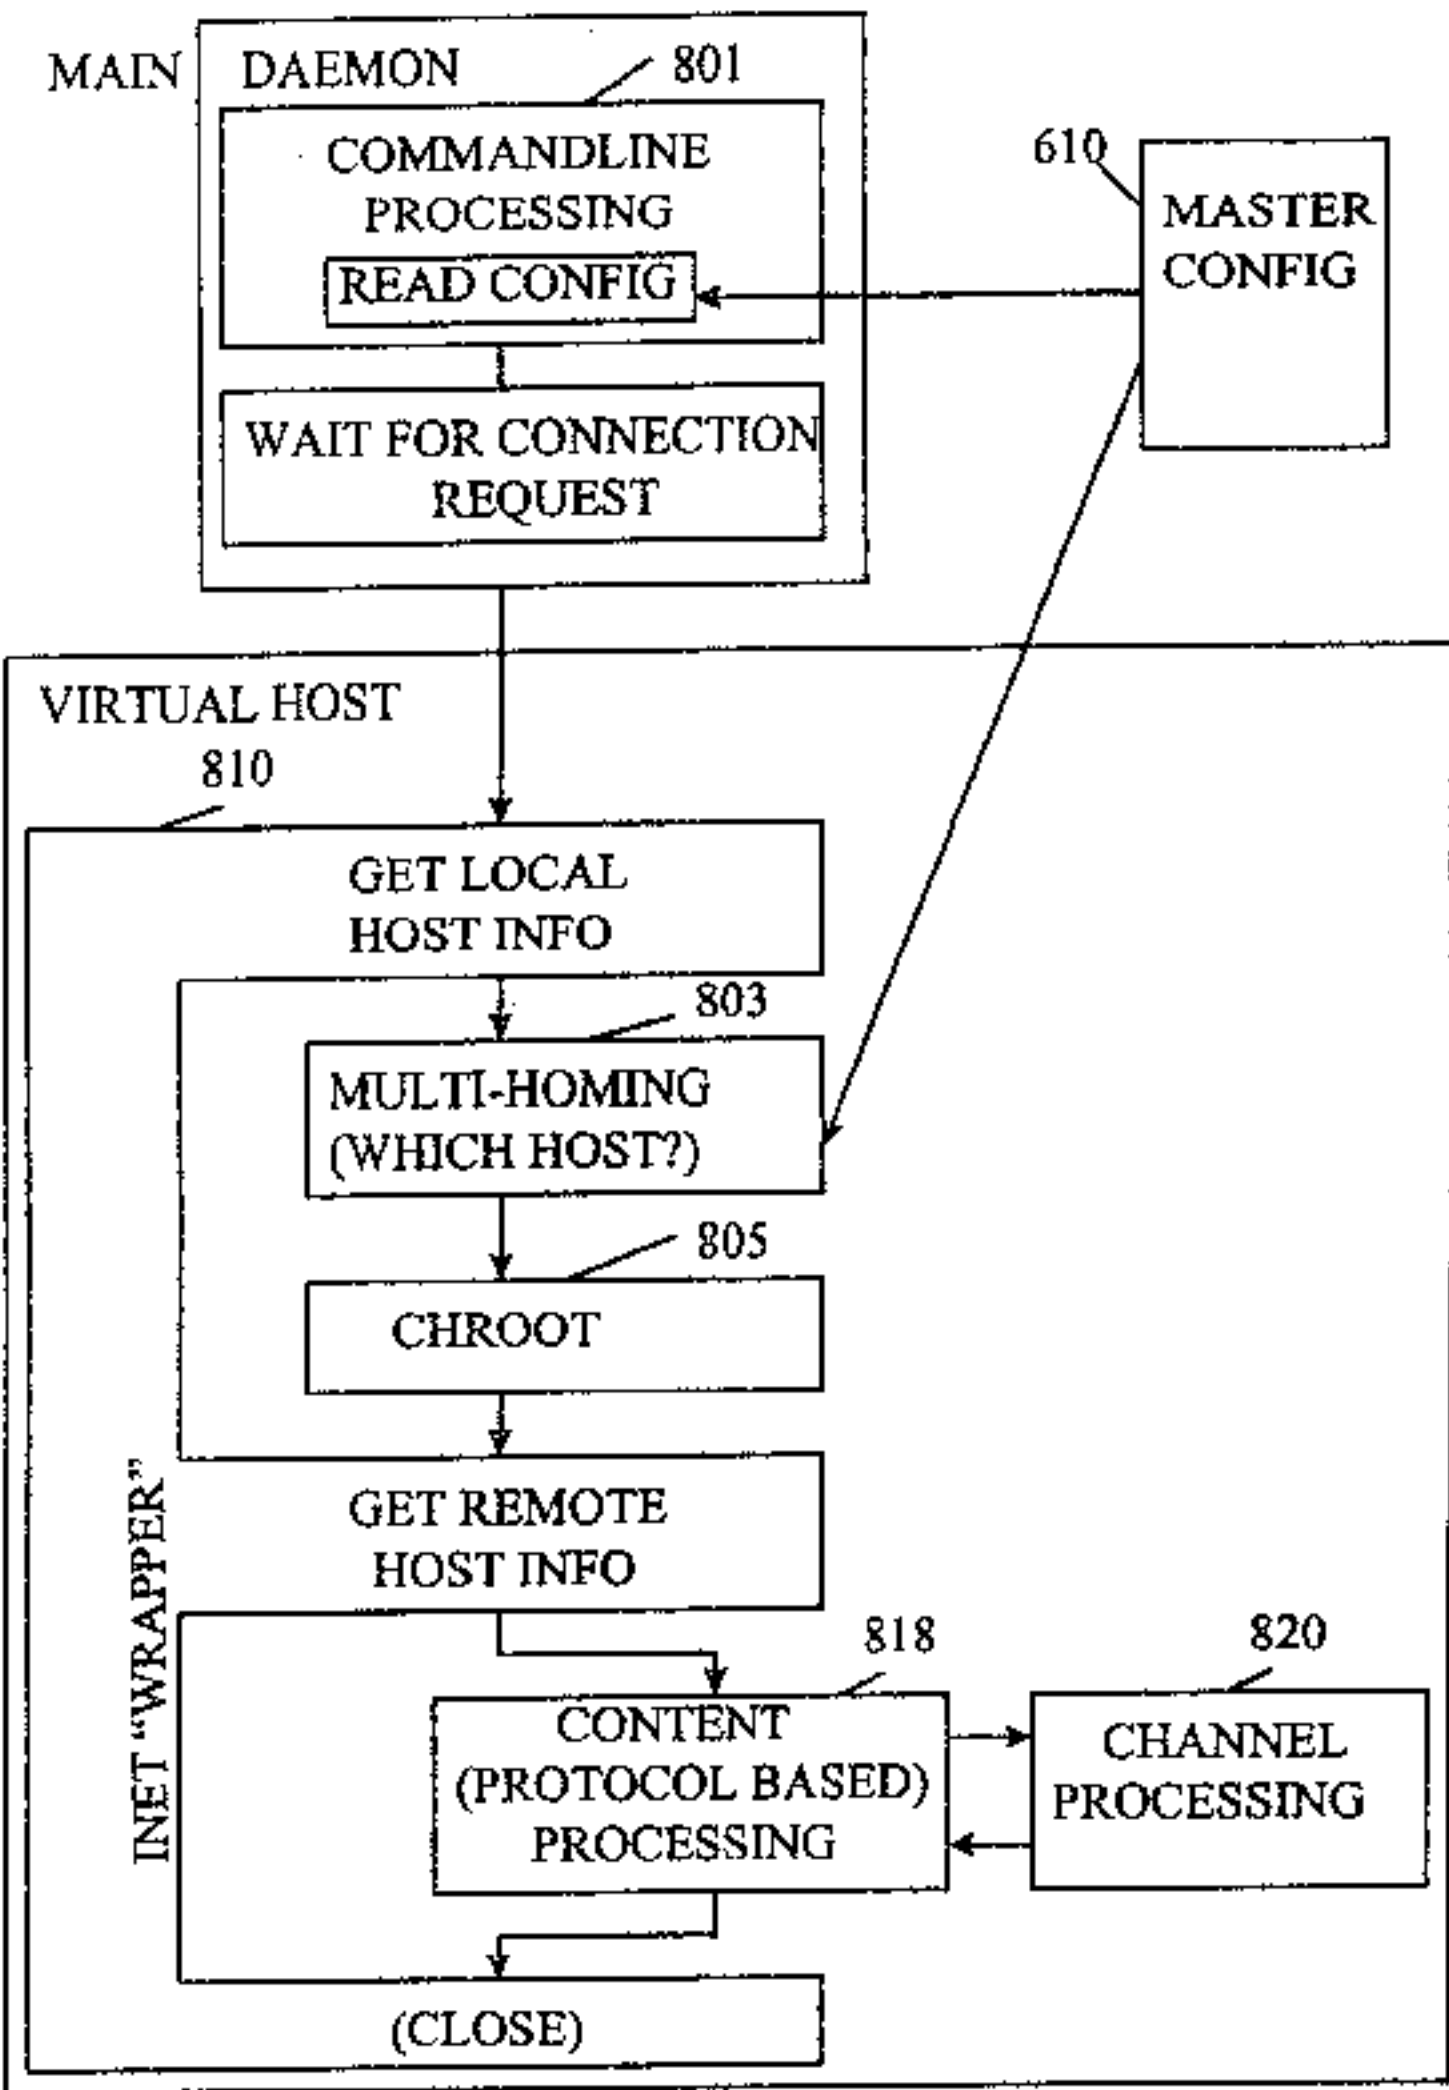 MAIN DAEMON
801
COMMANDLINE
PROCESSING
READ CONFIG
610
MASTER
CONFIG
WAIT FOR CONNECTION
REQUEST
VIRTUAL HOST
810
GET LOCAL
HOST INFO
803
MULTI-HOMING
(WHICH HOST?)
805
CHROOT
GET REMOTE
HOST INFO
INET “WRAPPER”
818
CONTENT
(PROTOCOL BASED)
PROCESSING
820
CHANNEL
PROCESSING
(CLOSE)